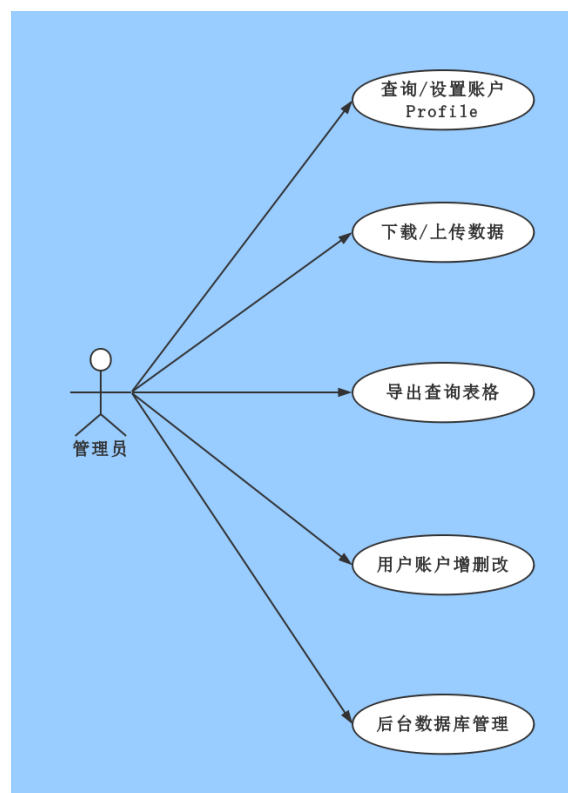 查询/设置账户
Profile
下载/上传数据
导出查询表格
管理员
用户账户增删改
后台数据库管理